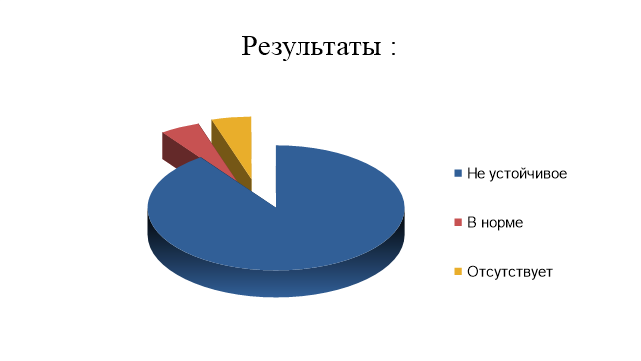 Результаты :
Не устойчивое
В норме
Отсутствует